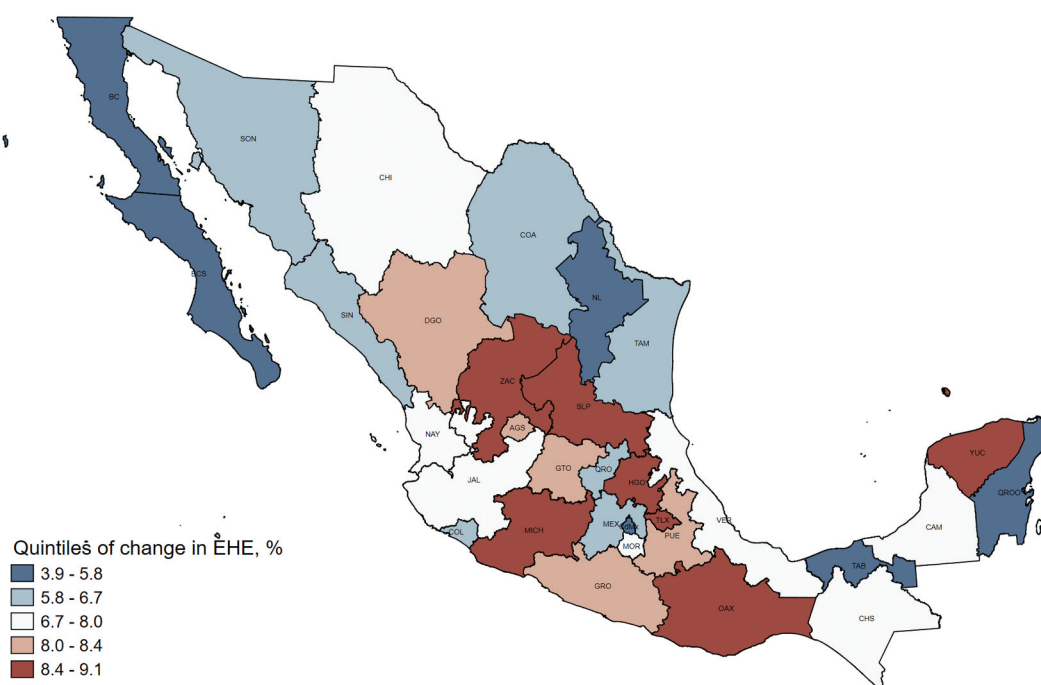 BC
SON
CHI
COA
BCS
NL
SIN
DGO
TAM
ZAC
SLP
NAY
AGS
YUC
GTO
QRO
JAL
HGO
QROO
COL
MICH
MEX
CdMx
TLX
VER
CAM
PUE
MOR
TAB
GRO
OAX
CHS
Quintiles of change in EHE, %
3.9 - 5.8
5.8 - 6.7
6.7 - 8.0
8.0 - 8.4
8.4 - 9.1